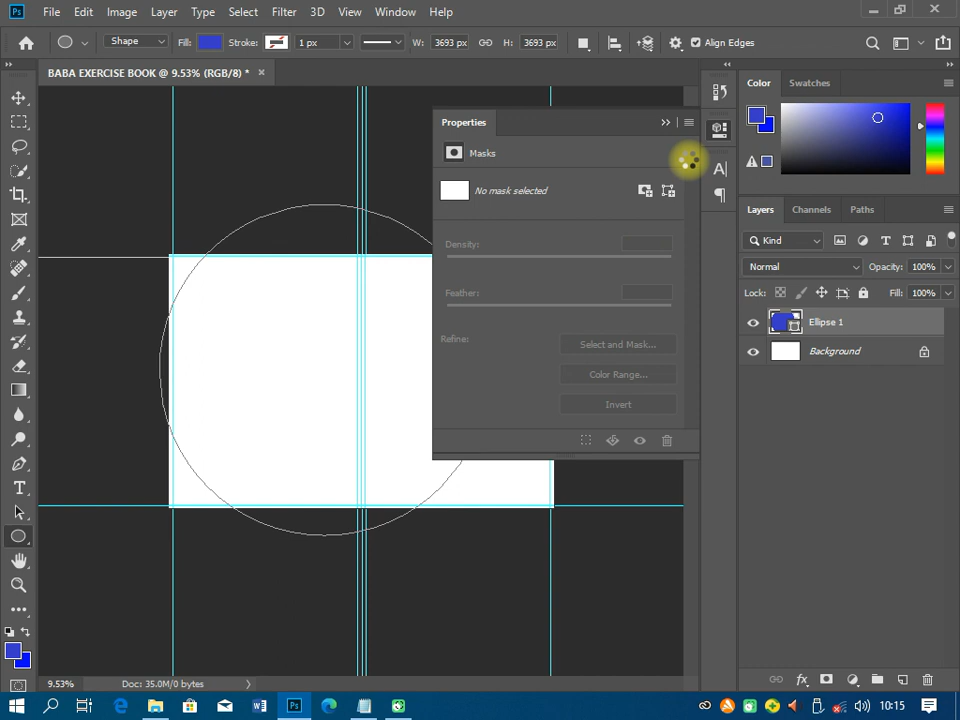 Ps File Edit Image Layer Type Select Filter 3D View Window Help
Shape Fill: Stroke: 1 px W: 3693 px H: 3693 px Align Edges
BABA EXERCISE BOOK @ 9.53% (RGB/8) *
Color Swatches
Properties
Masks
No mask selected
Density:
Feather:
Refine:
Select and Mask...
Color Range...
Invert
Layers Channels Paths
Kind
Normal Opacity: 100%
Lock: Fill: 100%
Ellipse 1
Background
9.53% Doc: 35.0M/0 bytes
10:15